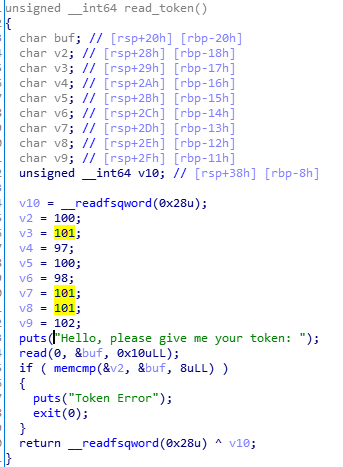 unsigned __int64 read_token()
{
char buf; // [rsp+20h] [rbp-20h]
char v2; // [rsp+28h] [rbp-18h]
char v3; // [rsp+29h] [rbp-17h]
char v4; // [rsp+2Ah] [rbp-16h]
char v5; // [rsp+2Bh] [rbp-15h]
char v6; // [rsp+2Ch] [rbp-14h]
char v7; // [rsp+2Dh] [rbp-13h]
char v8; // [rsp+2Eh] [rbp-12h]
char v9; // [rsp+2Fh] [rbp-11h]
unsigned __int64 v10; // [rsp+38h] [rbp-8h]
v10 = __readfsqword(0x28u);
v2 = 100;
v3 = 101;
v4 = 97;
v5 = 100;
v6 = 98;
v7 = 101;
v8 = 101;
v9 = 102;
puts("Hello, please give me your token: ");
read(0, &buf, 0x10uLL);
if ( memcmp(&v2, &buf, 8uLL) )
{
puts("Token Error");
exit(0);
}
return __readfsqword(0x28u) ^ v10;
}